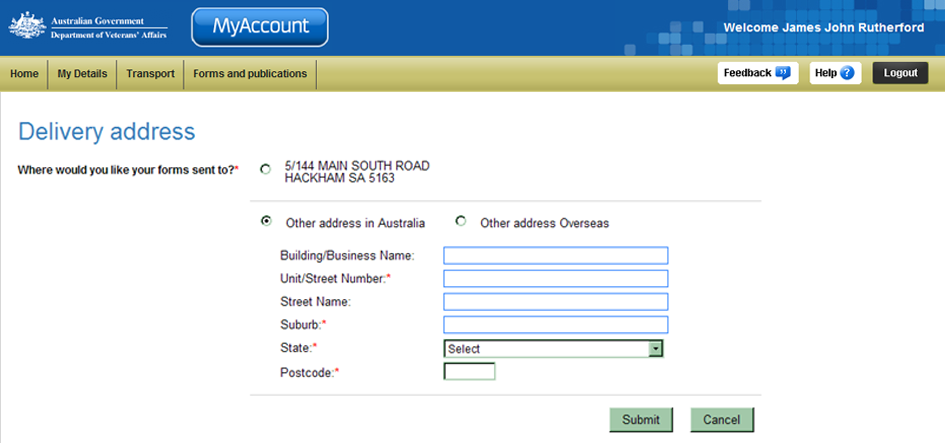 Australian Government
Department of Veterans' Affairs
MyAccount
Welcome James John Rutherford
Home
My Details
Transport
Forms and publications
Feedback
Help ?
Logout
Delivery address
Where would you like your forms sent to?*
5/144 MAIN SOUTH ROAD
HACKHAM SA 5163
Other address in Australia
Other address Overseas
Building/Business Name:
Unit/Street Number:*
Street Name:
Suburb:*
State:*
Select
Postcode:*
Submit
Cancel